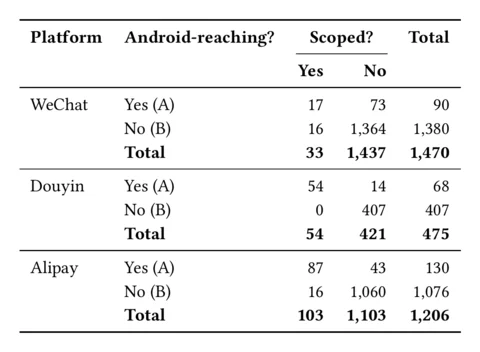 Platform Android-reaching? Scoped? Total
Yes No
WeChat Yes (A) 17 73 90
No (B) 16 1,364 1,380
Total 33 1,437 1,470
Douyin Yes (A) 54 14 68
No (B) 0 407 407
Total 54 421 475
Alipay Yes (A) 87 43 130
No (B) 16 1,060 1,076
Total 103 1,103 1,206